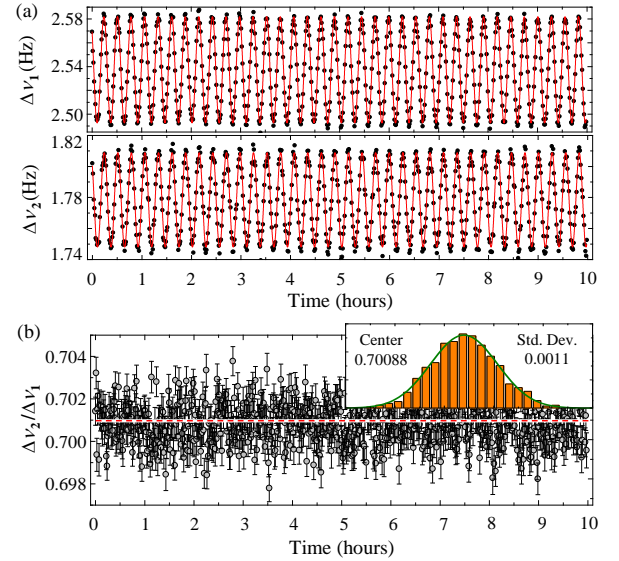 (a)
2.58
2.54
2.50
Δν₁(Hz)
1.82
1.78
1.74
Δν₂(Hz)
0 1 2 3 4 5 6 7 8 9 10
Time (hours)
(b)
0.704
0.702
0.700
0.698
Δν₂/Δν₁
Center Std. Dev.
0.70088 0.0011
0 1 2 3 4 5 6 7 8 9 10
Time (hours)